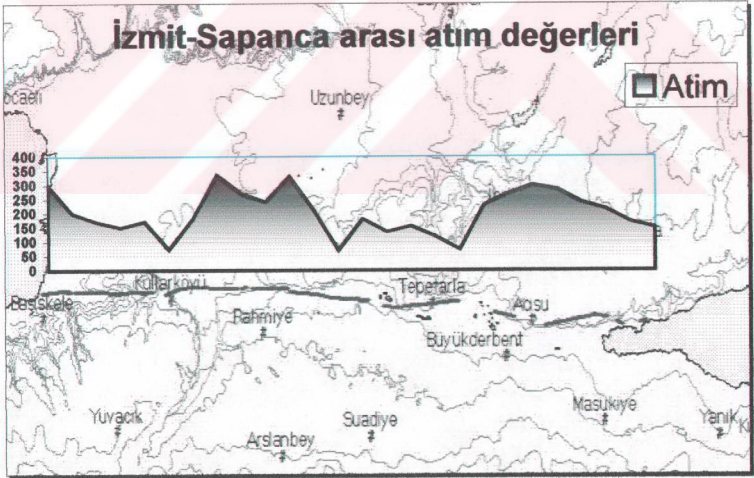 İzmit-Sapanca arası atım değerleri
Atim
Uzunbey
400
350
300
250
200
150
100
50
0
Kullarköyü
Tepetarla
Başiskele
Rahmiye
Acısu
Büyükderbent
Yuvacık
Suadiye
Masukiye
Yanık
Arslanbey